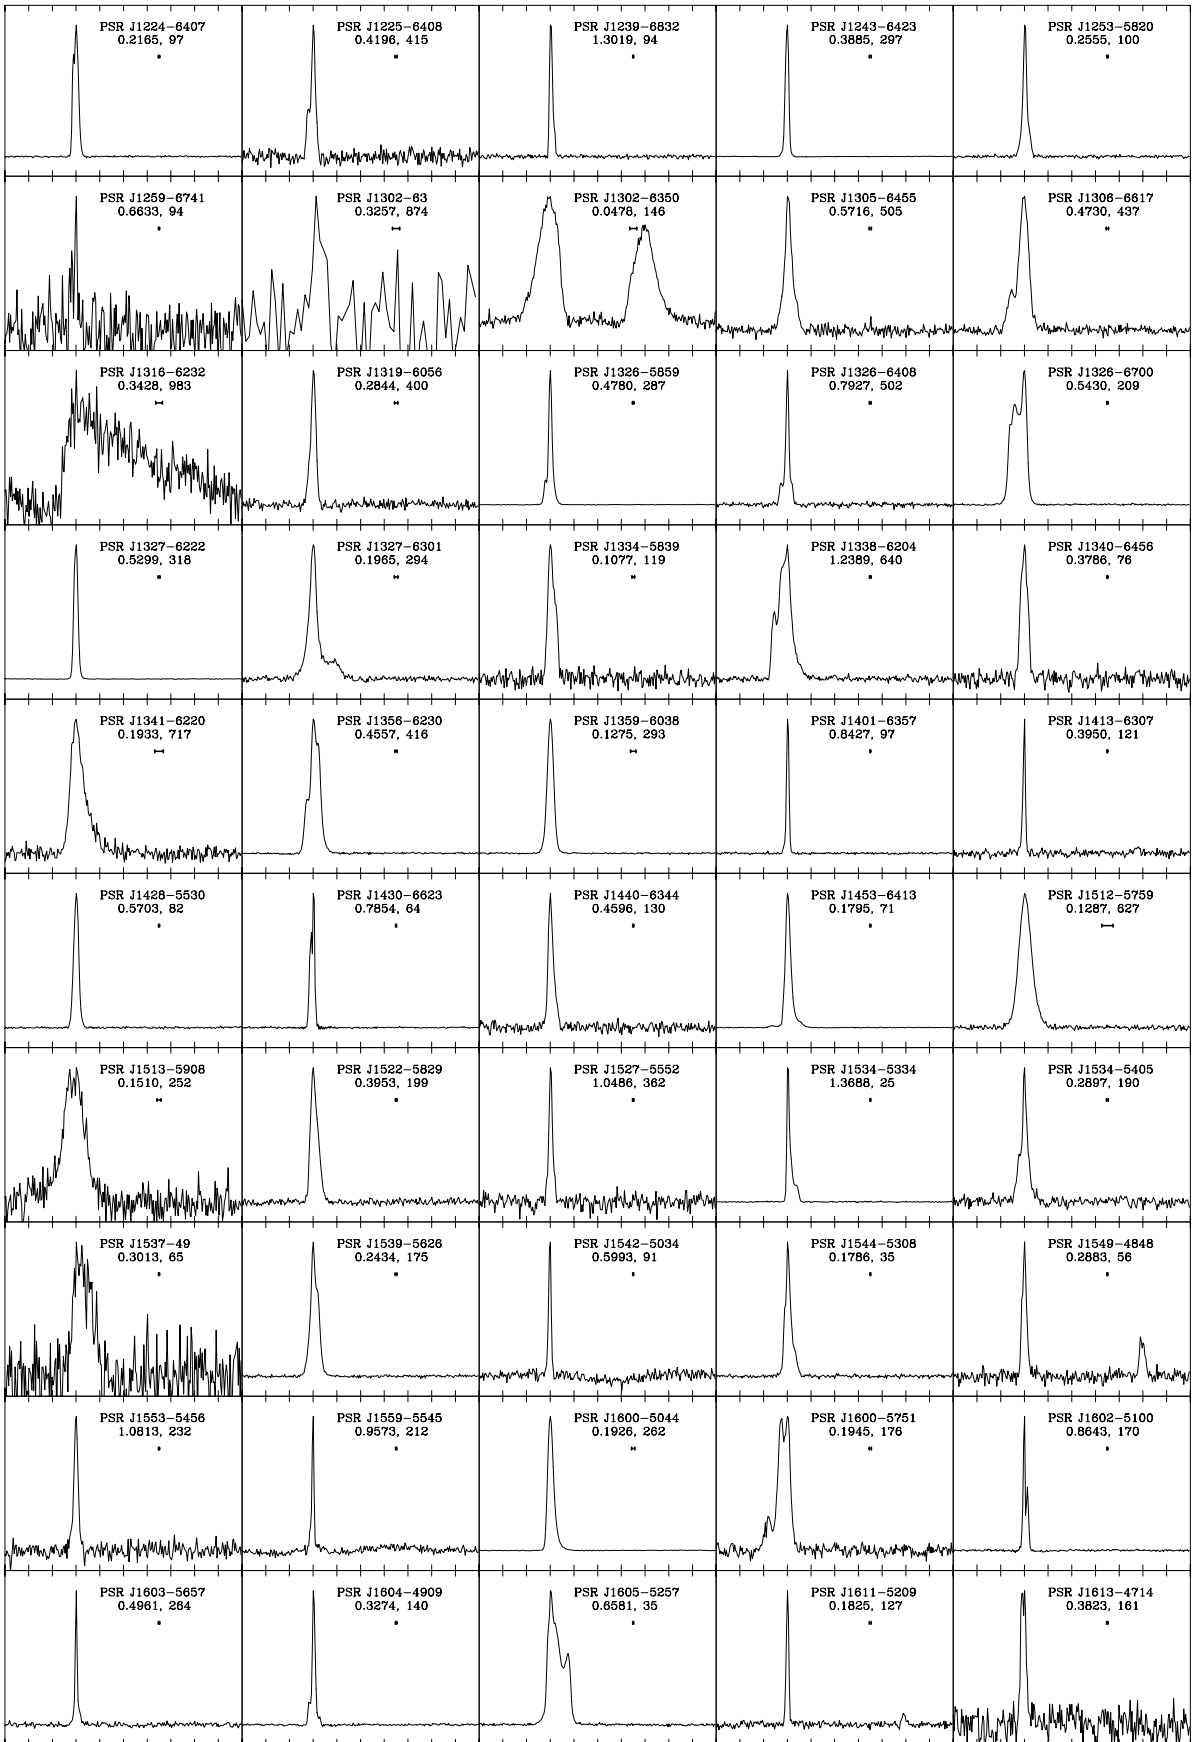 PSR J1224-6407
0.2165, 97
PSR J1225-6408
0.4196, 415
PSR J1239-6832
1.3019, 94
PSR J1243-6423
0.3885, 297
PSR J1253-5820
0.2555, 100
PSR J1259-6741
0.6633, 94
PSR J1302-63
0.3257, 874
PSR J1302-6350
0.0478, 146
PSR J1305-6455
0.5716, 505
PSR J1306-6617
0.4730, 437
PSR J1316-6232
0.3428, 983
PSR J1319-6056
0.2844, 400
PSR J1326-5859
0.4780, 287
PSR J1326-6408
0.7927, 502
PSR J1326-6700
0.5430, 209
PSR J1327-6222
0.5299, 318
PSR J1327-6301
0.1965, 294
PSR J1334-5839
0.1077, 119
PSR J1338-6204
1.2389, 640
PSR J1340-6456
0.3786, 76
PSR J1341-6220
0.1933, 717
PSR J1356-6230
0.4557, 416
PSR J1359-6038
0.1275, 293
PSR J1401-6357
0.8427, 97
PSR J1413-6307
0.3950, 121
PSR J1428-5530
0.5703, 82
PSR J1430-6623
0.7854, 64
PSR J1440-6344
0.4596, 130
PSR J1453-6413
0.1795, 71
PSR J1512-5759
0.1287, 627
PSR J1513-5908
0.1510, 252
PSR J1522-5829
0.3953, 199
PSR J1527-5552
1.0486, 362
PSR J1534-5334
1.3688, 25
PSR J1534-5405
0.2897, 190
PSR J1537-49
0.3013, 65
PSR J1539-5626
0.2434, 175
PSR J1542-5034
0.5993, 91
PSR J1544-5308
0.1786, 35
PSR J1549-4848
0.2883, 56
PSR J1553-5456
1.0813, 232
PSR J1559-5545
0.9573, 212
PSR J1600-5044
0.1926, 262
PSR J1600-5751
0.1945, 176
PSR J1602-5100
0.8643, 170
PSR J1603-5657
0.4961, 264
PSR J1604-4909
0.3274, 140
PSR J1605-5257
0.6581, 35
PSR J1611-5209
0.1825, 127
PSR J1613-4714
0.3823, 161